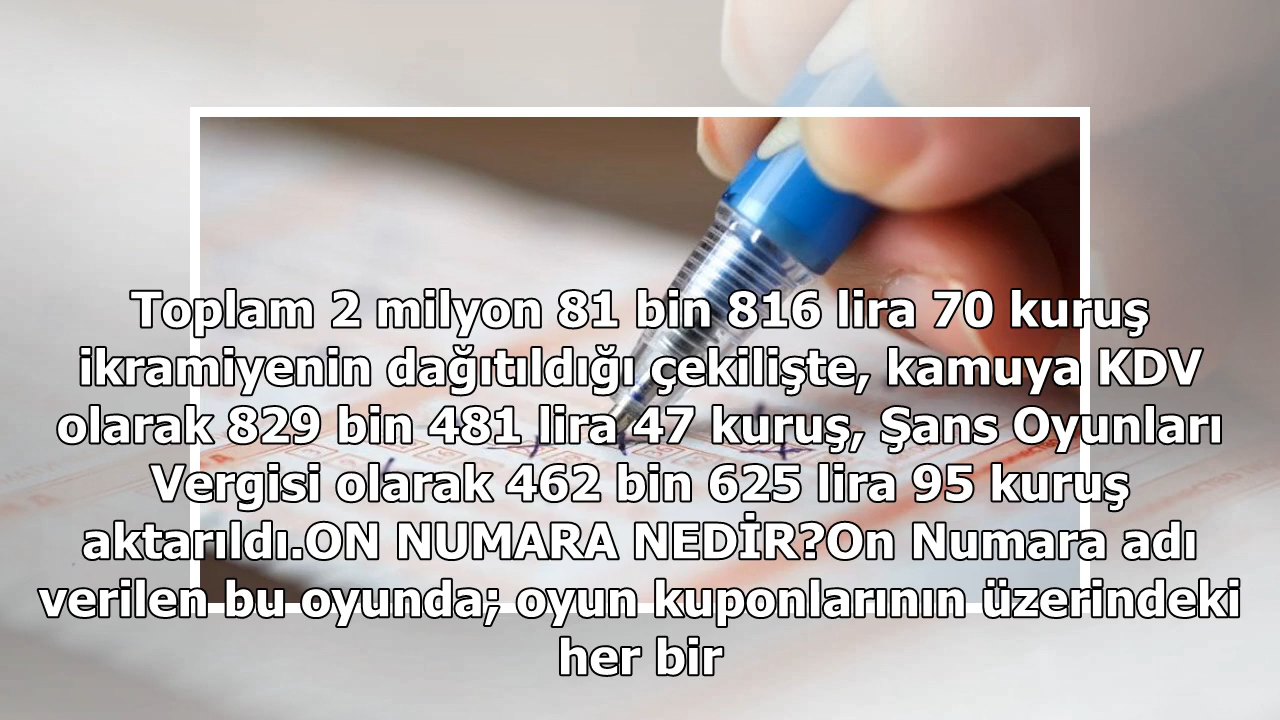 Toplam 2 milyon 81 bin 816 lira 70 kuruş
ikramiyenin dağıtıldığı çekilişte, kamuya KDV
olarak 829 bin 481 lira 47 kuruş, Şans Oyunları
Vergisi olarak 462 bin 625 lira 95 kuruş
aktarıldı.ON NUMARA NEDİR?On Numara adı
verilen bu oyunda; oyun kuponlarının üzerindeki
her bir